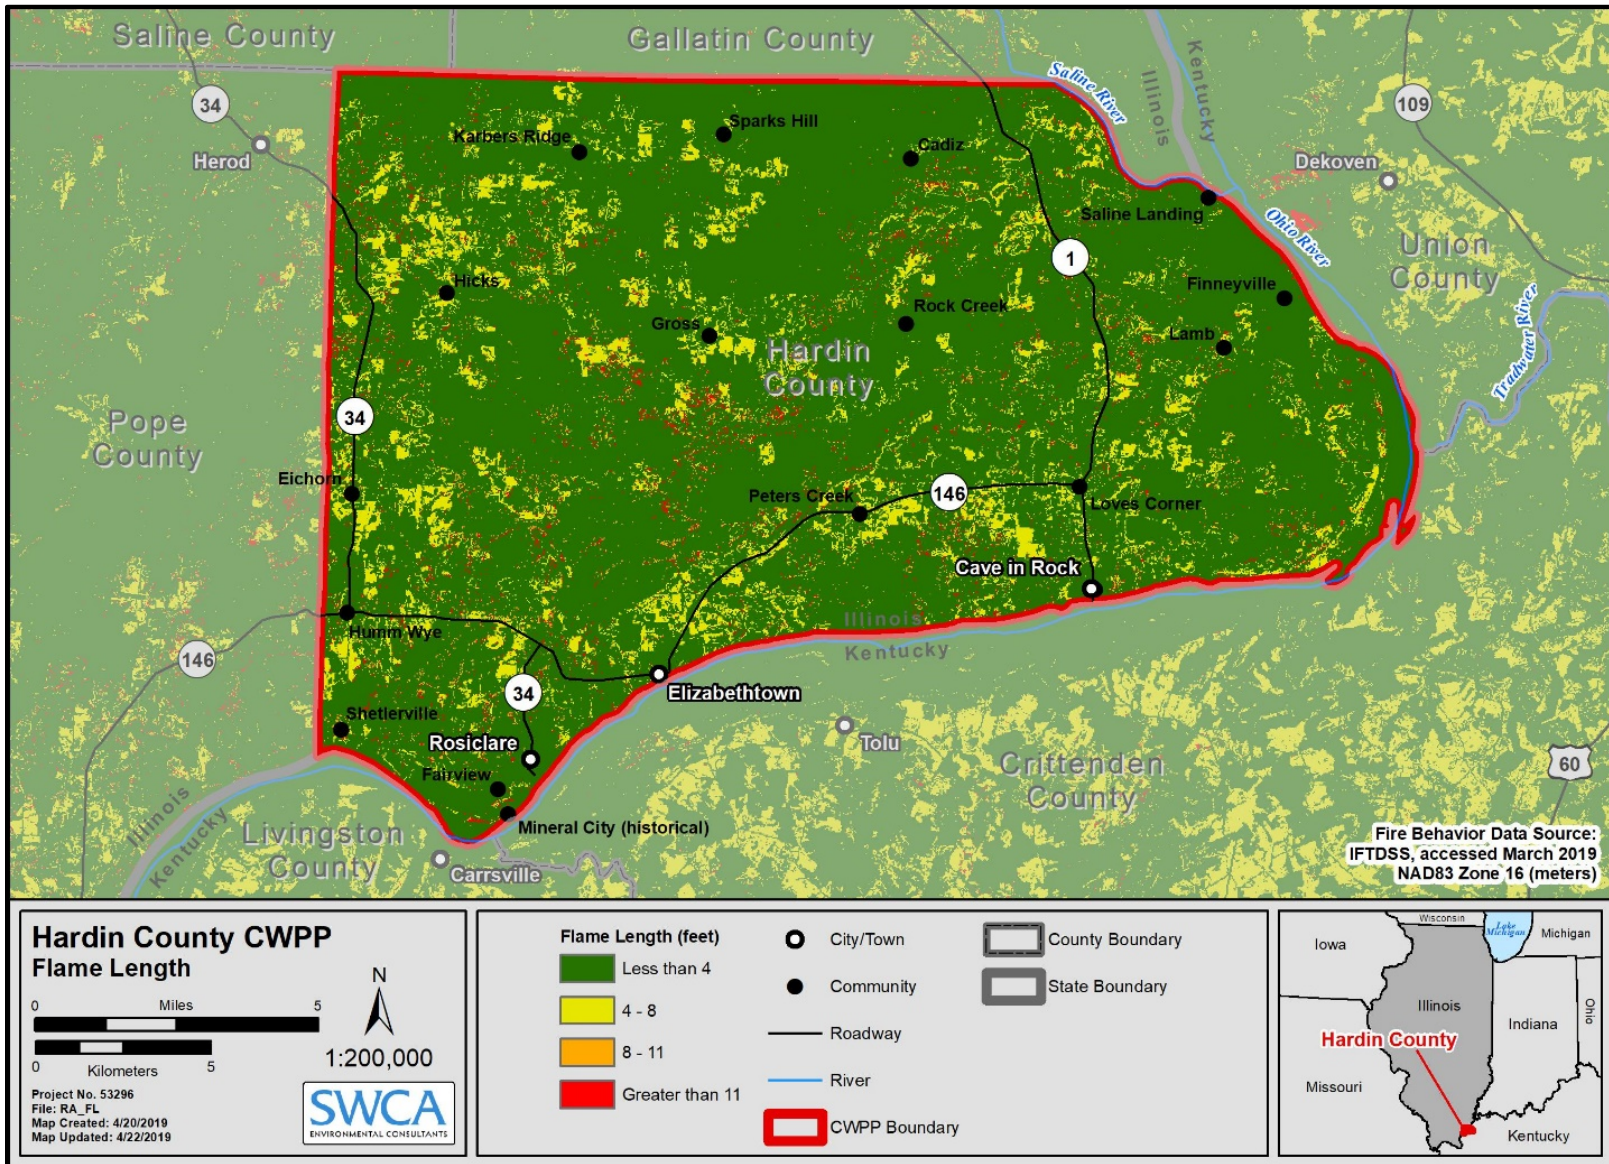 Saline County
Gallatin County
Kentucky
Illinois
Saline River
34
109
Herod
Karbers Ridge
Sparks Hill
Cadiz
Dekoven
Saline Landing
Ohio River
Union
County
1
Hicks
Finneyville
Gross
Rock Creek
Lamb
Hardin
County
Tradwater River
34
Pope
County
Eichorn
Peters Creek
146
Loves Corner
Cave in Rock
Humm Wye
Illinois
Kentucky
146
34
Elizabethtown
Shetlerville
Rosiclare
Tolu
Fairview
Crittenden
County
60
Illinois
Kentucky
Livingston
County
Mineral City (historical)
Carrsville
Fire Behavior Data Source:
IFTDSS, accessed March 2019
NAD83 Zone 16 (meters)
Hardin County CWPP
Flame Length
N
0 Miles 5
0 Kilometers 5
1:200,000
Project No. 53296
File: RA_FL
Map Created: 4/20/2019
Map Updated: 4/22/2019
SWCA
ENVIRONMENTAL CONSULTANTS
Flame Length (feet)
Less than 4
4 - 8
8 - 11
Greater than 11
City/Town
Community
Roadway
River
CWPP Boundary
County Boundary
State Boundary
Wisconsin
Lake
Michigan
Michigan
Iowa
Illinois
Indiana
Ohio
Hardin County
Missouri
Kentucky